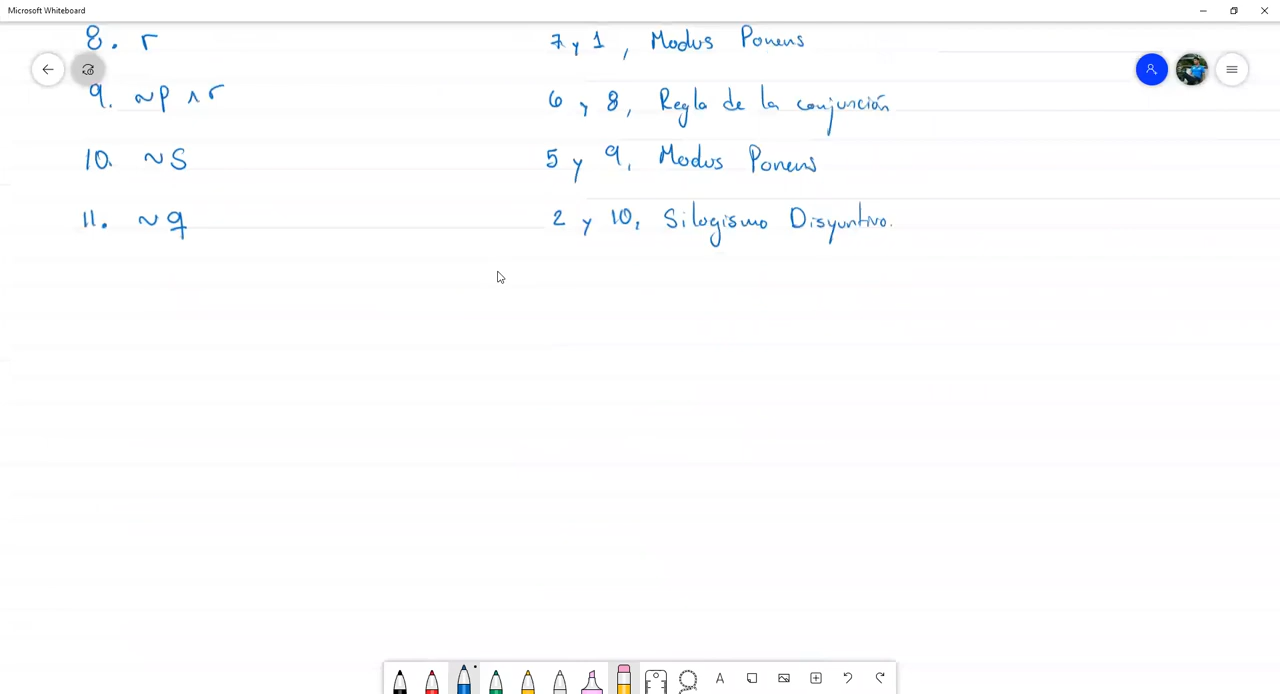 Microsoft Whiteboard
8. r 7 y 1, Modus Ponens
9. ~p ∧ r 6 y 8, Regla de la conjunción
10. ~s 5 y 9, Modus Ponens
11. ~q 2 y 10, Silogismo Disyuntivo.
A